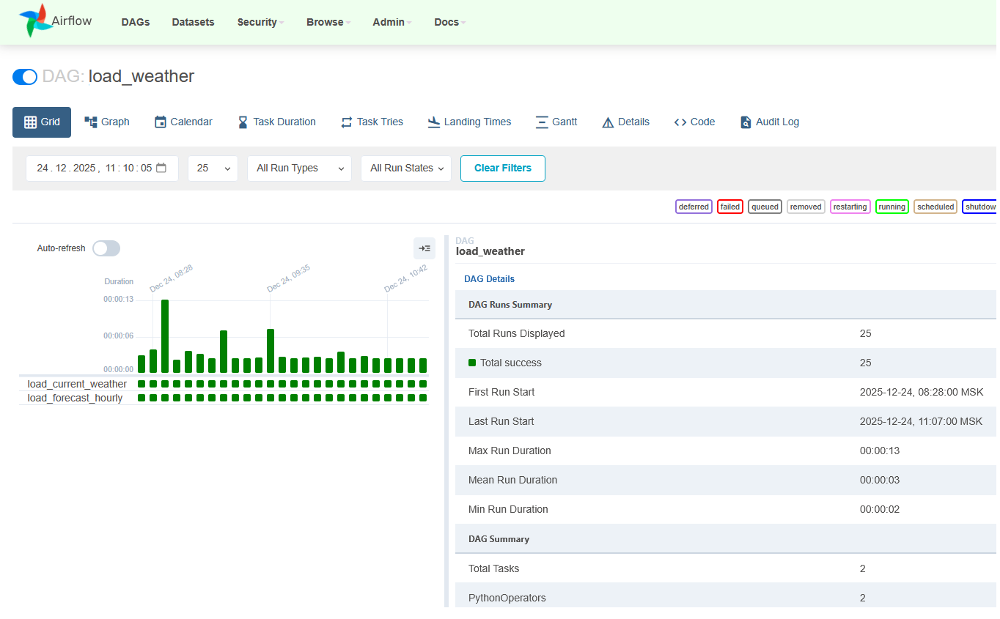 Airflow DAGs Datasets Security Browse Admin Docs
DAG: load_weather
Grid Graph Calendar Task Duration Task Tries Landing Times Gantt Details Code Audit Log
24.12.2025, 11:10:05 25 All Run Types All Run States Clear Filters
deferred failed queued removed restarting running scheduled shutdow
Auto-refresh
Duration
Dec 24, 08:28 Dec 24, 09:35 Dec 24, 10:42
00:00:13
00:00:06
00:00:00
load_current_weather
load_forecast_hourly
DAG
load_weather
DAG Details
DAG Runs Summary
Total Runs Displayed 25
Total success 25
First Run Start 2025-12-24, 08:28:00 MSK
Last Run Start 2025-12-24, 11:07:00 MSK
Max Run Duration 00:00:13
Mean Run Duration 00:00:03
Min Run Duration 00:00:02
DAG Summary
Total Tasks 2
PythonOperators 2